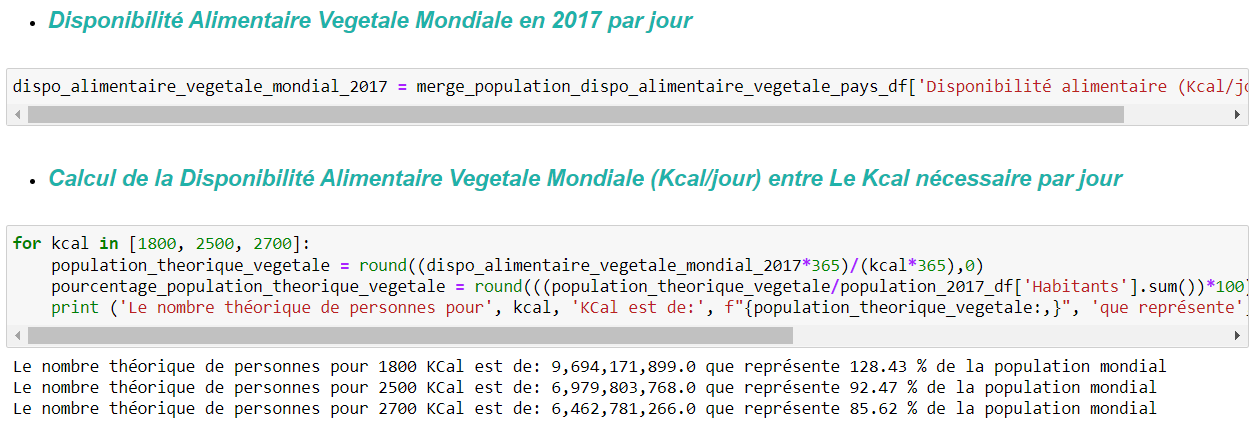 Disponibilité Alimentaire Vegetale Mondiale en 2017 par jour
dispo_alimentaire_vegetale_mondial_2017 = merge_population_dispo_alimentaire_vegetale_pays_df['Disponibilité alimentaire (Kcal/jo
Calcul de la Disponibilité Alimentaire Vegetale Mondiale (Kcal/jour) entre Le Kcal nécessaire par jour
for kcal in [1800, 2500, 2700]:
    population_theorique_vegetale = round((dispo_alimentaire_vegetale_mondial_2017*365)/(kcal*365),0)
    pourcentage_population_theorique_vegetale = round(((population_theorique_vegetale/population_2017_df['Habitants'].sum())*100)
    print ('Le nombre théorique de personnes pour', kcal, 'KCal est de:', f"{population_theorique_vegetale:,}", 'que représente'
Le nombre théorique de personnes pour 1800 KCal est de: 9,694,171,899.0 que représente 128.43 % de la population mondial
Le nombre théorique de personnes pour 2500 KCal est de: 6,979,803,768.0 que représente 92.47 % de la population mondial
Le nombre théorique de personnes pour 2700 KCal est de: 6,462,781,266.0 que représente 85.62 % de la population mondial